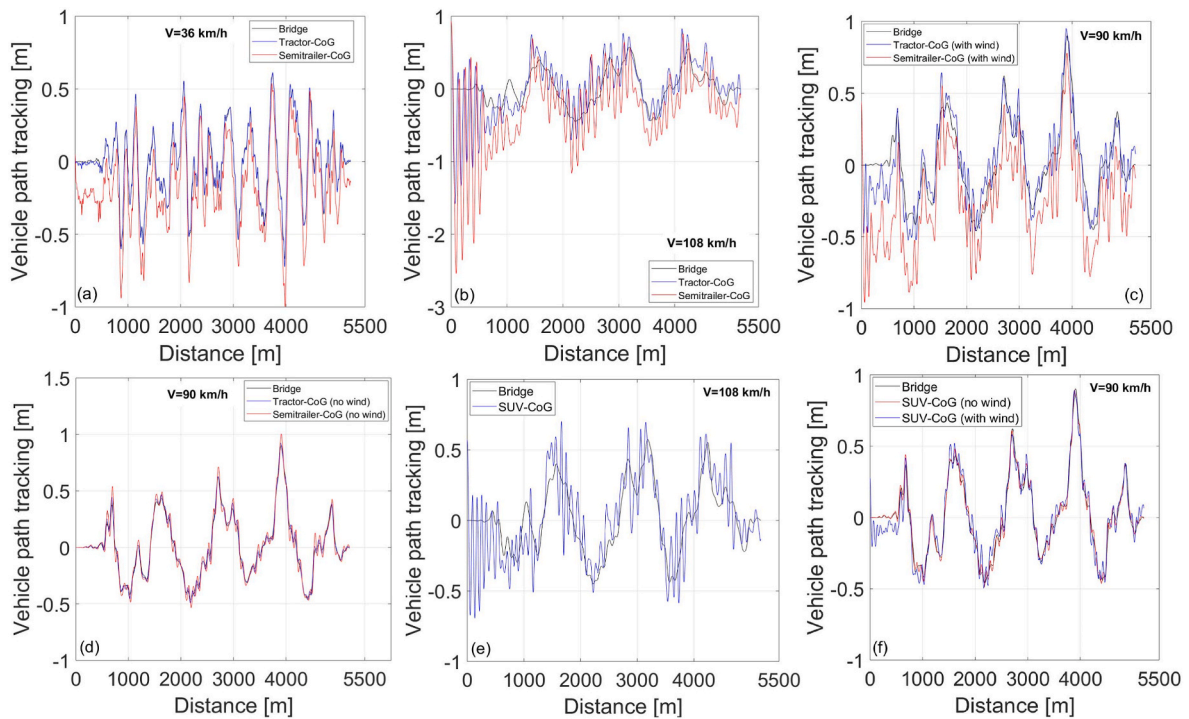 Vehicle path tracking [m]
1
0.5
0
-0.5
-1
V=36 km/h
Bridge
Tractor-CoG
Semitrailer-CoG
(a)
0 1000 2000 3000 4000 5500
Distance [m]
Vehicle path tracking [m]
1
0
-1
-2
-3
V=108 km/h
Bridge
Tractor-CoG
Semitrailer-CoG
(b)
0 1000 2000 3000 4000 5500
Distance [m]
Vehicle path tracking [m]
1
0.5
0
-0.5
-1
Bridge
Tractor-CoG (with wind)
Semitrailer-CoG (with wind)
V=90 km/h
(c)
0 1000 2000 3000 4000 5500
Distance [m]
Vehicle path tracking [m]
1.5
1
0.5
0
-0.5
-1
V=90 km/h
Bridge
Tractor-CoG (no wind)
Semitrailer-CoG (no wind)
(d)
0 1000 2000 3000 4000 6000
Distance [m]
Vehicle path tracking [m]
1
0.5
0
-0.5
-1
Bridge
SUV-CoG
V=108 km/h
(e)
0 1000 2000 3000 4000 5500
Distance [m]
Vehicle path tracking [m]
1
0.5
0
-0.5
-1
Bridge
SUV-CoG (no wind)
SUV-CoG (with wind)
V=90 km/h
(f)
0 1000 2000 3000 4000 5500
Distance [m]